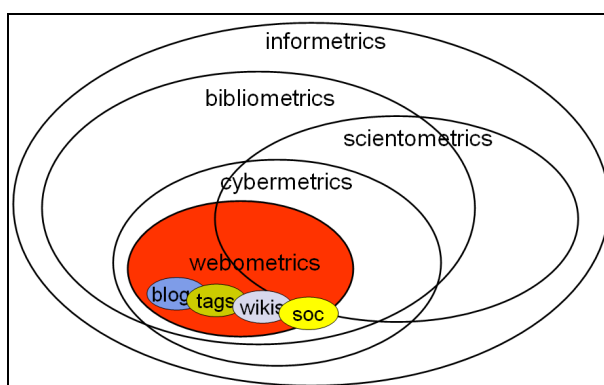 informetrics
bibliometrics
scientometrics
cybermetrics
webometrics
blog
tags
wikis
soc